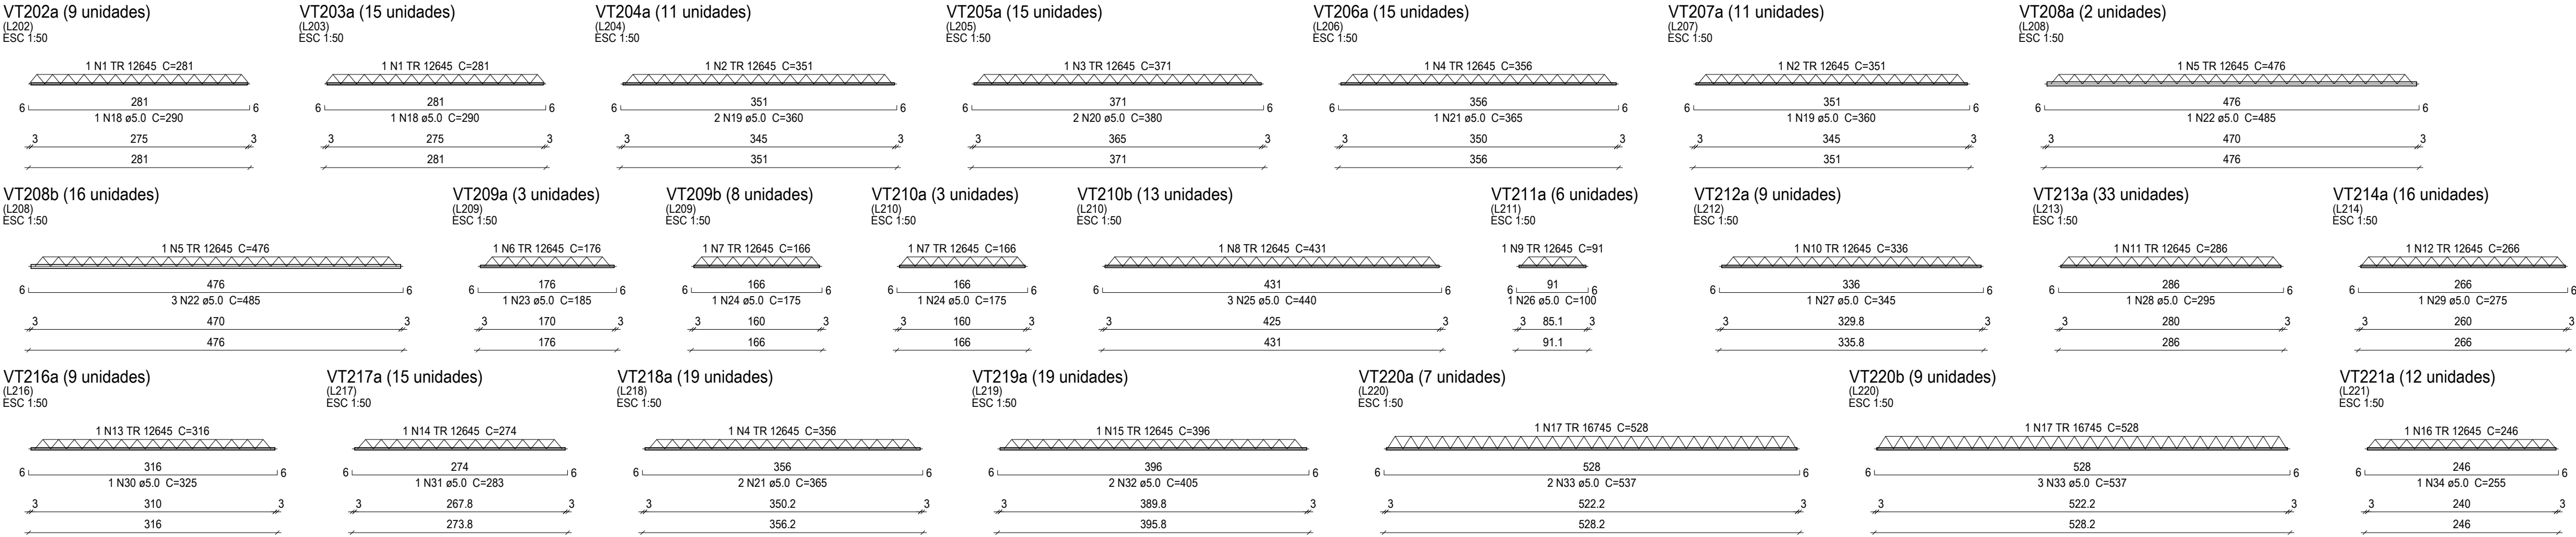 VT202a (9 unidades)
(L202)
ESC 1:50
1 N1 TR 12645 C=281
281
6 6
1 N18 ø5.0 C=290
3 275 3
281
VT203a (15 unidades)
(L203)
ESC 1:50
1 N1 TR 12645 C=281
281
6 6
1 N18 ø5.0 C=290
3 275 3
281
VT204a (11 unidades)
(L204)
ESC 1:50
1 N2 TR 12645 C=351
351
6 6
2 N19 ø5.0 C=360
3 345 3
351
VT205a (15 unidades)
(L205)
ESC 1:50
1 N3 TR 12645 C=371
371
6 6
2 N20 ø5.0 C=380
3 365 3
371
VT206a (15 unidades)
(L206)
ESC 1:50
1 N4 TR 12645 C=356
356
6 6
1 N21 ø5.0 C=365
3 350 3
356
VT207a (11 unidades)
(L207)
ESC 1:50
1 N2 TR 12645 C=351
351
6 6
1 N19 ø5.0 C=360
3 345 3
351
VT208a (2 unidades)
(L208)
ESC 1:50
1 N5 TR 12645 C=476
476
6 6
1 N22 ø5.0 C=485
3 470 3
476
VT208b (16 unidades)
(L208)
ESC 1:50
1 N5 TR 12645 C=476
476
6 6
3 N22 ø5.0 C=485
3 470 3
476
VT209a (3 unidades)
(L209)
ESC 1:50
1 N6 TR 12645 C=176
176
6 6
1 N23 ø5.0 C=185
3 170 3
176
VT209b (8 unidades)
(L209)
ESC 1:50
1 N7 TR 12645 C=166
166
6 6
1 N24 ø5.0 C=175
3 160 3
166
VT210a (3 unidades)
(L210)
ESC 1:50
1 N7 TR 12645 C=166
166
6 6
1 N24 ø5.0 C=175
3 160 3
166
VT210b (13 unidades)
(L210)
ESC 1:50
1 N8 TR 12645 C=431
431
6 6
3 N25 ø5.0 C=440
3 425 3
431
VT211a (6 unidades)
(L211)
ESC 1:50
1 N9 TR 12645 C=91
91
6 6
1 N26 ø5.0 C=100
3 85.1 3
91.1
VT212a (9 unidades)
(L212)
ESC 1:50
1 N10 TR 12645 C=336
336
6 6
1 N27 ø5.0 C=345
3 329.8 3
335.8
VT213a (33 unidades)
(L213)
ESC 1:50
1 N11 TR 12645 C=286
286
6 6
1 N28 ø5.0 C=295
3 280 3
286
VT214a (16 unidades)
(L214)
ESC 1:50
1 N12 TR 12645 C=266
266
6 6
1 N29 ø5.0 C=275
3 260 3
266
VT216a (9 unidades)
(L216)
ESC 1:50
1 N13 TR 12645 C=316
316
6 6
1 N30 ø5.0 C=325
3 310 3
316
VT217a (15 unidades)
(L217)
ESC 1:50
1 N14 TR 12645 C=274
274
6 6
1 N31 ø5.0 C=283
3 267.8 3
273.8
VT218a (19 unidades)
(L218)
ESC 1:50
1 N4 TR 12645 C=356
356
6 6
2 N21 ø5.0 C=365
3 350.2 3
356.2
VT219a (19 unidades)
(L219)
ESC 1:50
1 N15 TR 12645 C=396
396
6 6
2 N32 ø5.0 C=405
3 389.8 3
395.8
VT220a (7 unidades)
(L220)
ESC 1:50
1 N17 TR 16745 C=528
528
6 6
2 N33 ø5.0 C=537
3 522.2 3
528.2
VT220b (9 unidades)
(L220)
ESC 1:50
1 N17 TR 16745 C=528
528
6 6
3 N33 ø5.0 C=537
3 522.2 3
528.2
VT221a (12 unidades)
(L221)
ESC 1:50
1 N16 TR 12645 C=246
246
6 6
1 N34 ø5.0 C=255
3 240 3
246